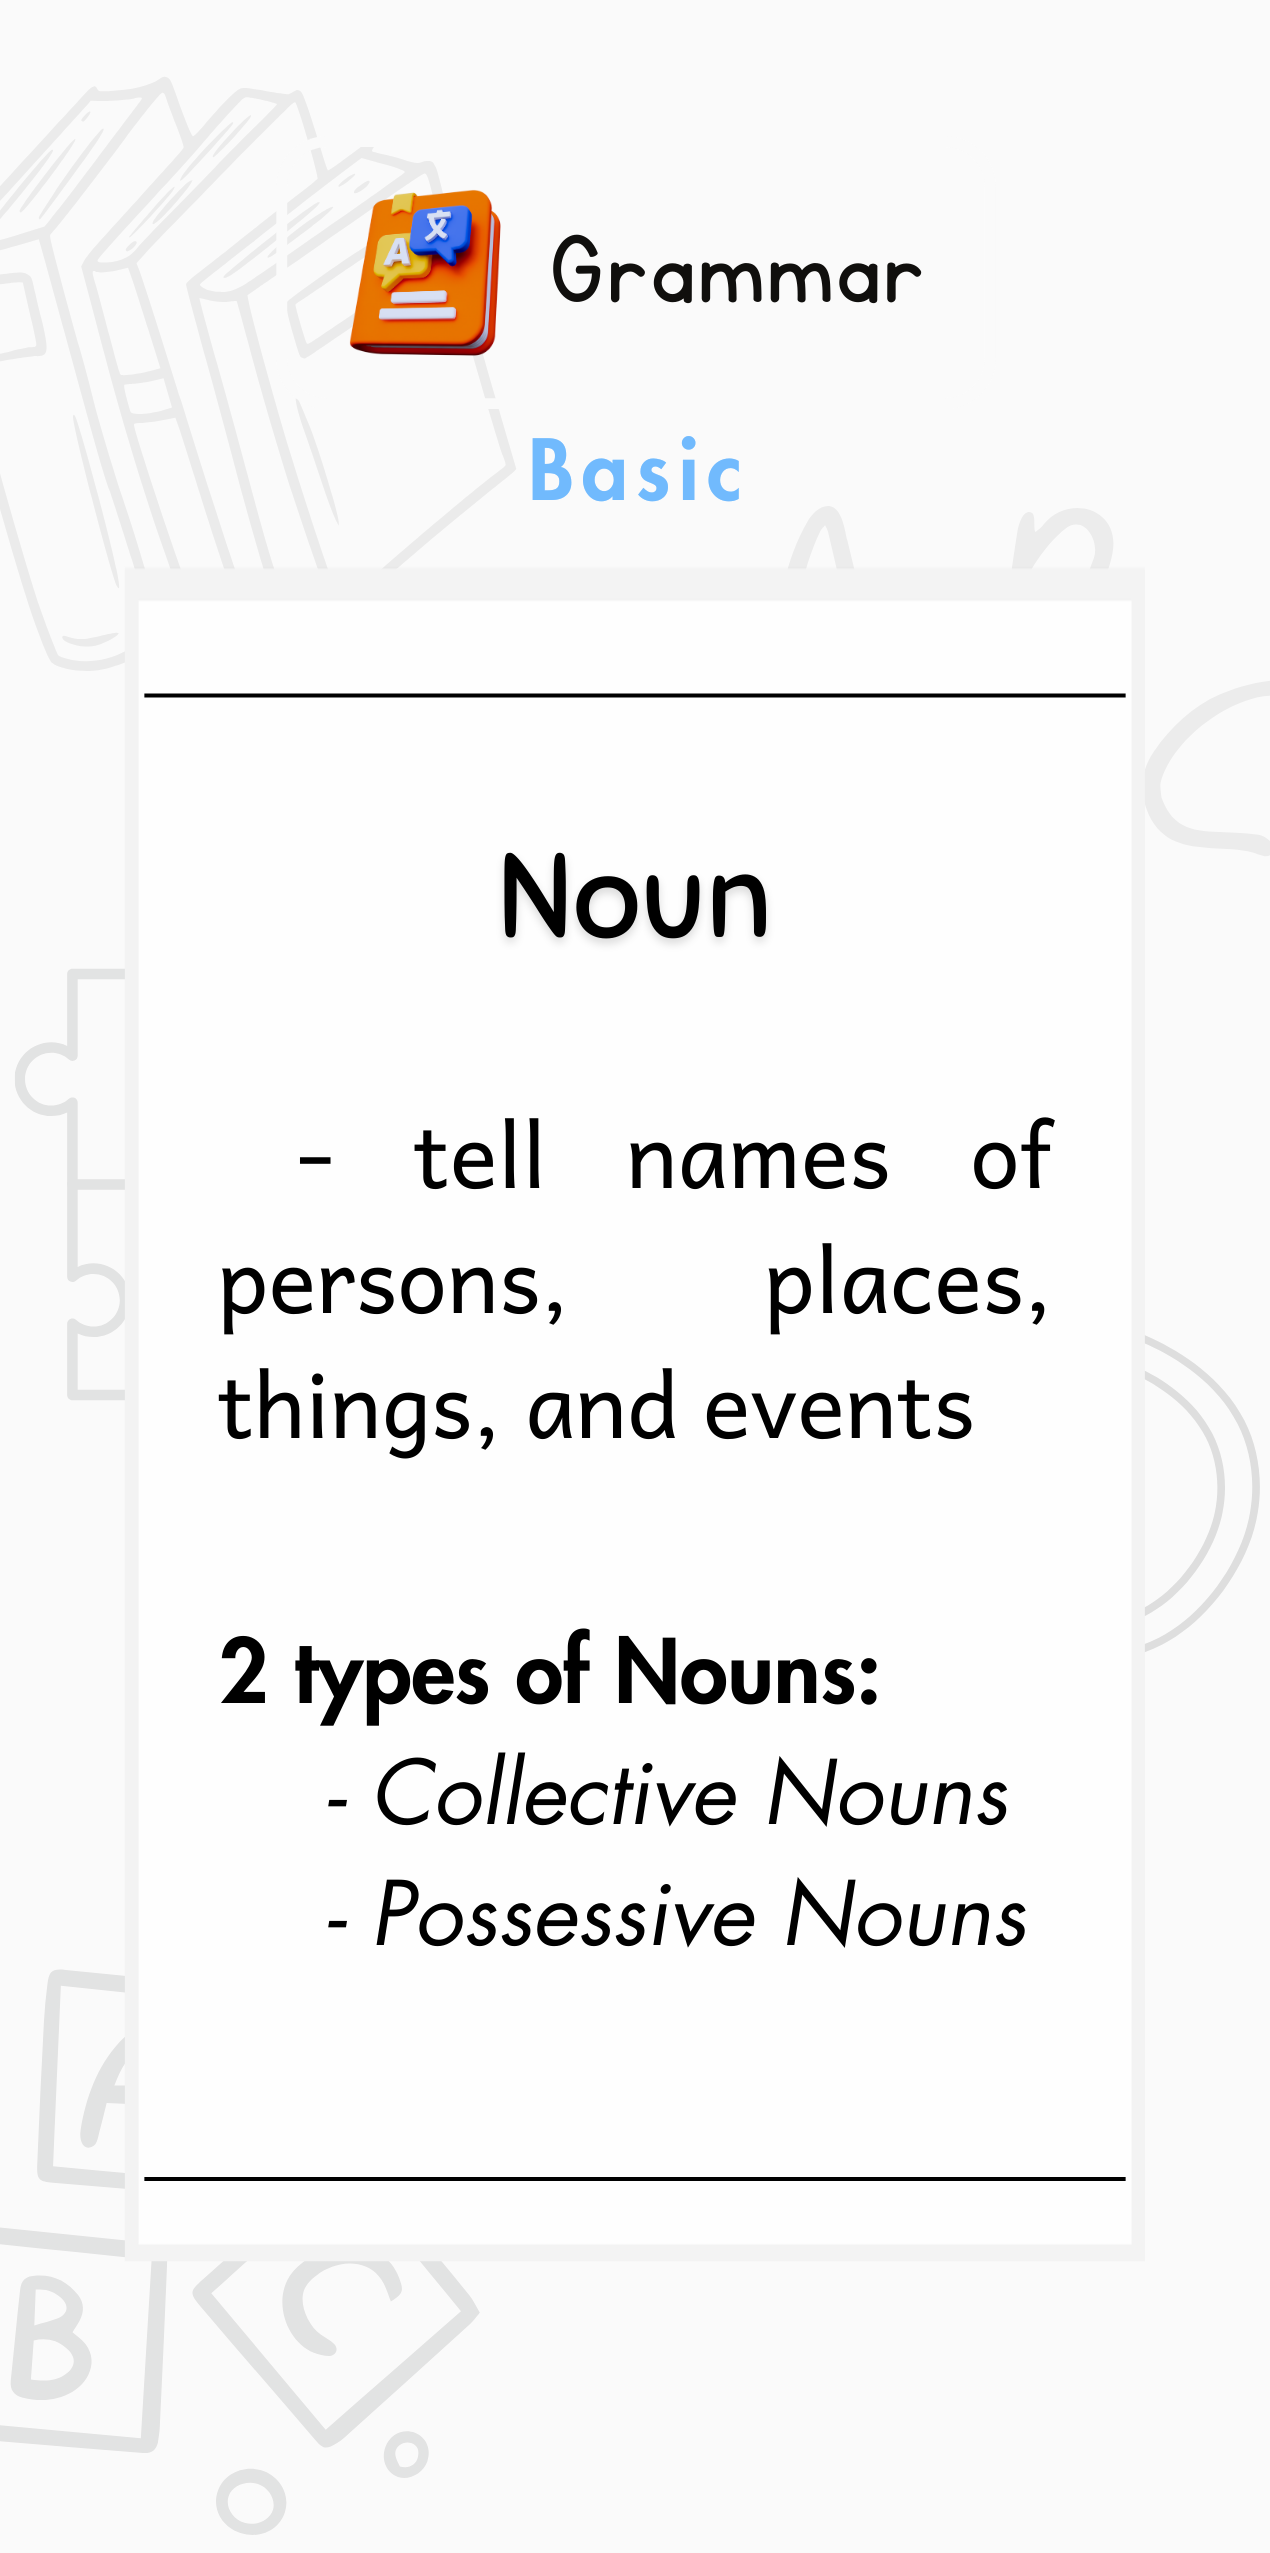 A 文
Grammar
Basic
Noun
- tell names of
persons, places,
things, and events
2 types of Nouns:
- Collective Nouns
- Possessive Nouns
A
B
C